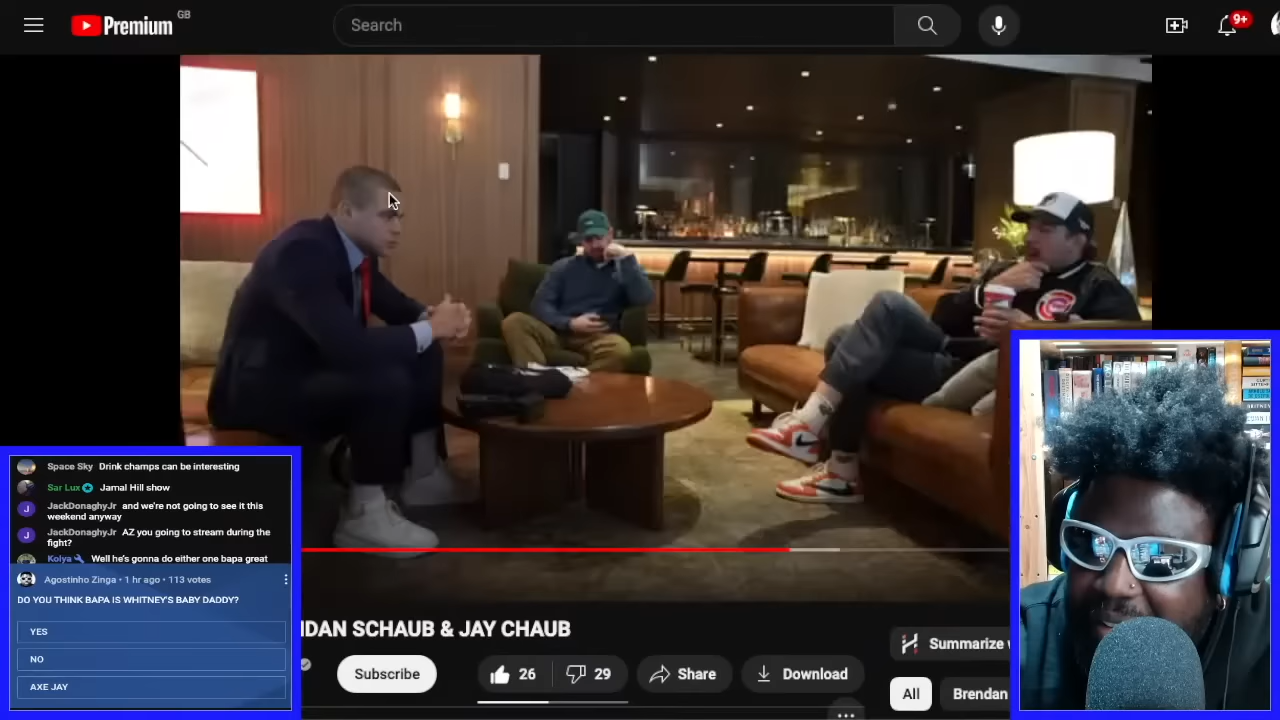 Premium GB
Search
9+
Space Sky Drink champs can be interesting
Sar Lux Jamal Hill show
JackDonaghyJr and we're not going to see it this
weekend anyway
JackDonaghyJr AZ you going to stream during the
fight?
Kolya Well he's gonna do either one bapa great
Agostinho Zinga • 1 hr ago • 113 votes
DO YOU THINK BAPA IS WHITNEY'S BABY DADDY?
YES
NO
AXE JAY
IDAN SCHAUB & JAY CHAUB
Subscribe
26
29
Share
Download
Summarize
All
Brendan